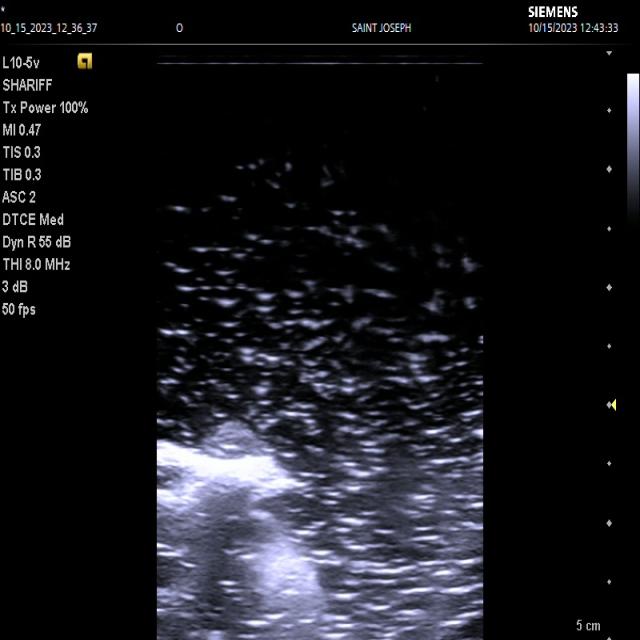 SIEMENS
10_15_2023_12_36_37 O SAINT JOSEPH 10/15/2023 12:43:33
L10-5v
SHARIFF
Tx Power 100%
MI 0.47
TIS 0.3
TIB 0.3
ASC 2
DTCE Med
Dyn R 55 dB
THI 8.0 MHz
3 dB
50 fps
5 cm